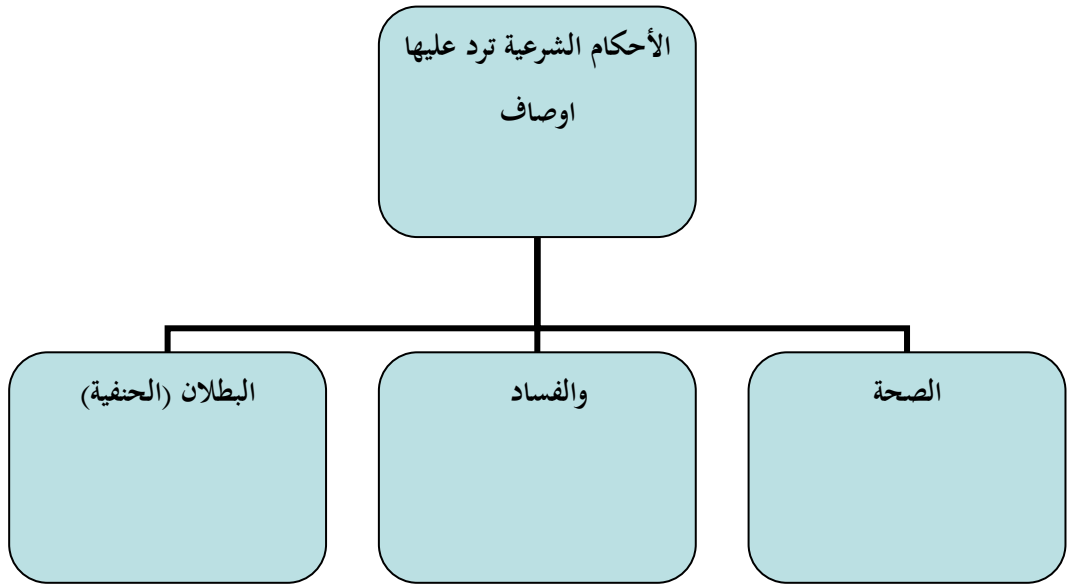 الأحكام الشرعية ترد عليها
اوصاف
الصحة
والفساد
البطلان (الحنفية)